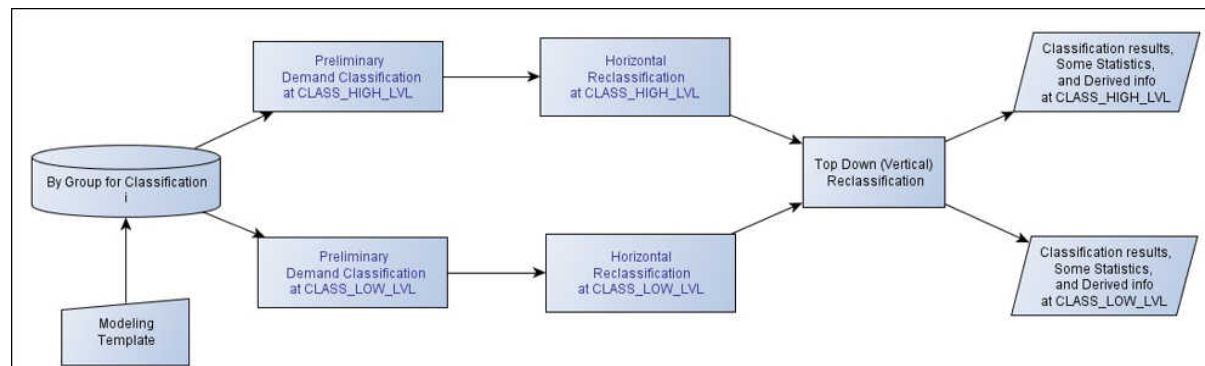 Preliminary
Demand Classification
at CLASS_HIGH_LVL
Horizontal
Reclassification
at CLASS_HIGH_LVL
Classification results,
Some Statistics,
and Derived info
at CLASS_HIGH_LVL
By Group for Classification
i
Top Down (Vertical)
Reclassification
Preliminary
Demand Classification
at CLASS_LOW_LVL
Horizontal
Reclassification
at CLASS_LOW_LVL
Classification results,
Some Statistics,
and Derived info
at CLASS_LOW_LVL
Modeling
Template